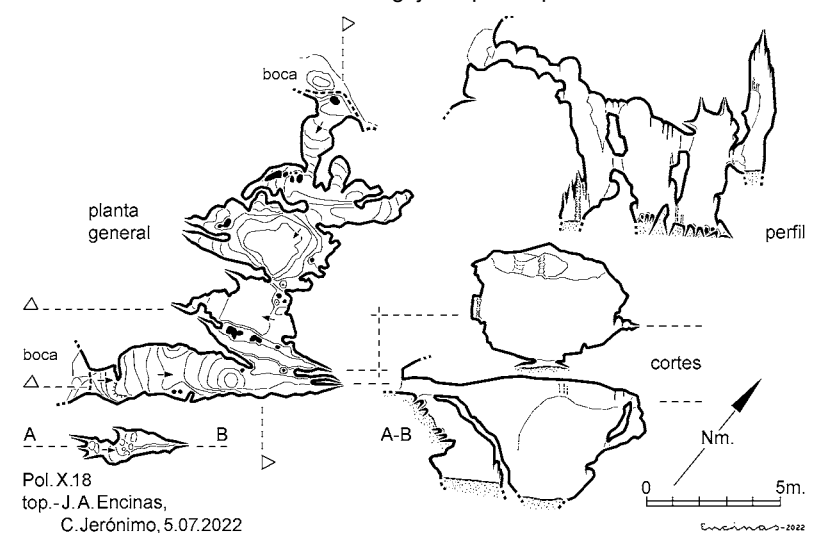 boca
planta
general
perfil
boca
cortes
A
B
A-B
Nm.
Pol. X.18
top.-J.A.Encinas,
C.Jerónimo, 5.07.2022
0
5m.
Encinas-2022